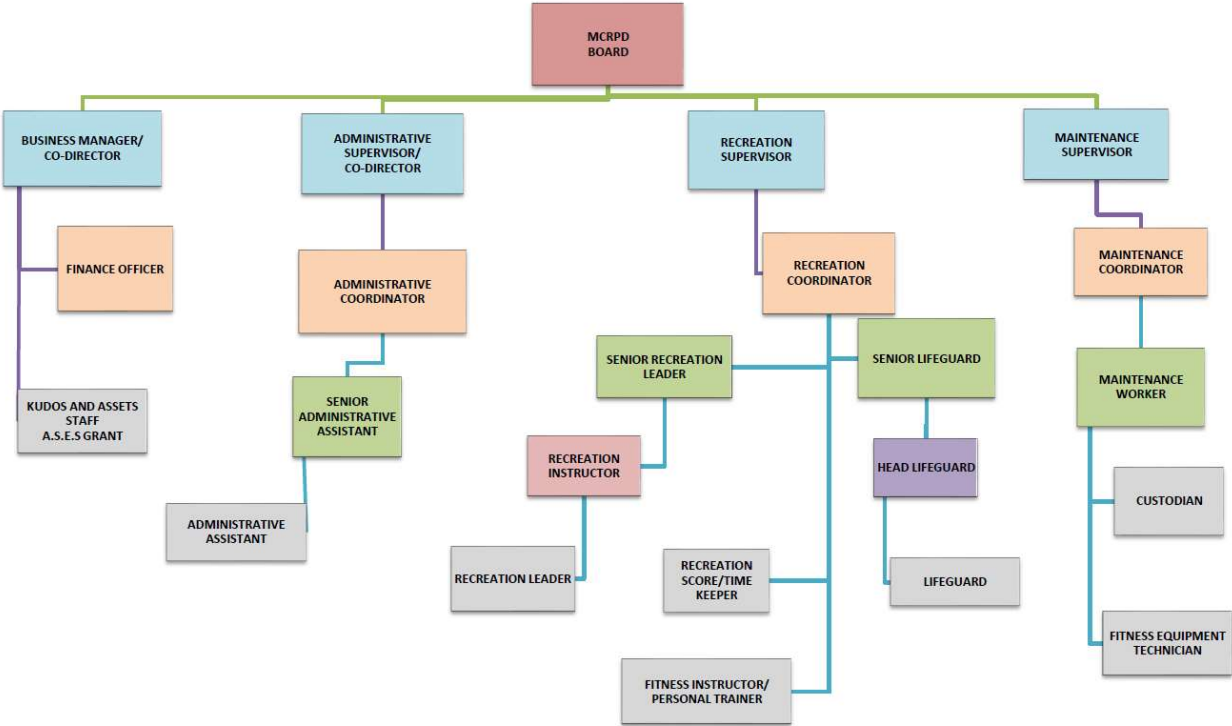 MCRPD
BOARD
BUSINESS MANAGER/
CO-DIRECTOR
ADMINISTRATIVE
SUPERVISOR/
CO-DIRECTOR
RECREATION
SUPERVISOR
MAINTENANCE
SUPERVISOR
FINANCE OFFICER
ADMINISTRATIVE
COORDINATOR
RECREATION
COORDINATOR
MAINTENANCE
COORDINATOR
SENIOR RECREATION
LEADER
SENIOR LIFEGUARD
MAINTENANCE
WORKER
KUDOS AND ASSETS
STAFF
A.S.E.S GRANT
SENIOR
ADMINISTRATIVE
ASSISTANT
RECREATION
INSTRUCTOR
HEAD LIFEGUARD
CUSTODIAN
ADMINISTRATIVE
ASSISTANT
RECREATION LEADER
RECREATION
SCORE/TIME
KEEPER
LIFEGUARD
FITNESS EQUIPMENT
TECHNICIAN
FITNESS INSTRUCTOR/
PERSONAL TRAINER